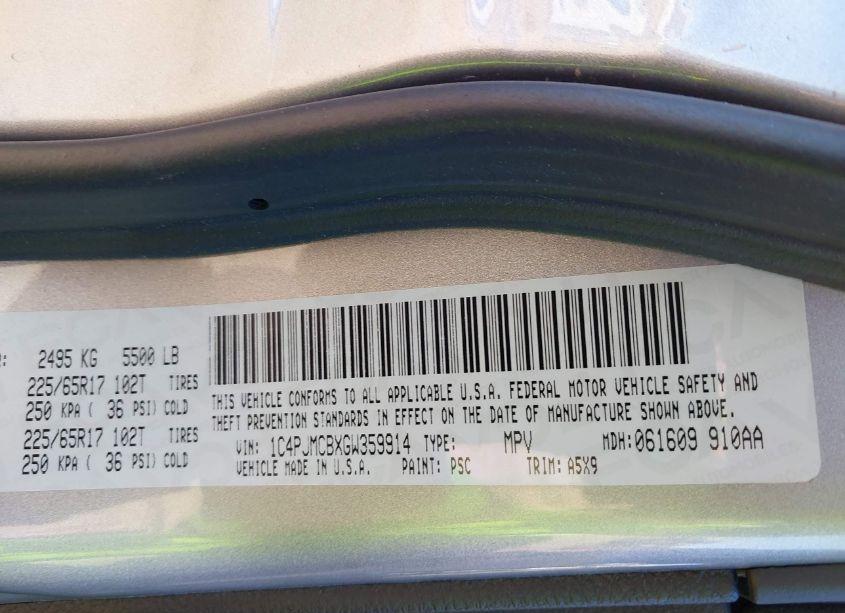 R: 2495 KG 5500 LB
225/65R17 102T TIRES
250 KPA ( 36 PSI) COLD
225/65R17 102T TIRES
250 KPA ( 36 PSI) COLD
THIS VEHICLE CONFORMS TO ALL APPLICABLE U.S.A. FEDERAL MOTOR VEHICLE SAFETY AND
THEFT PREVENTION STANDARDS IN EFFECT ON THE DATE OF MANUFACTURE SHOWN ABOVE.
VIN: 1C4PJMCBXGW359914 TYPE: MPV MDH: 061609 910AA
VEHICLE MADE IN U.S.A. PAINT: PSC TRIM: A5X9